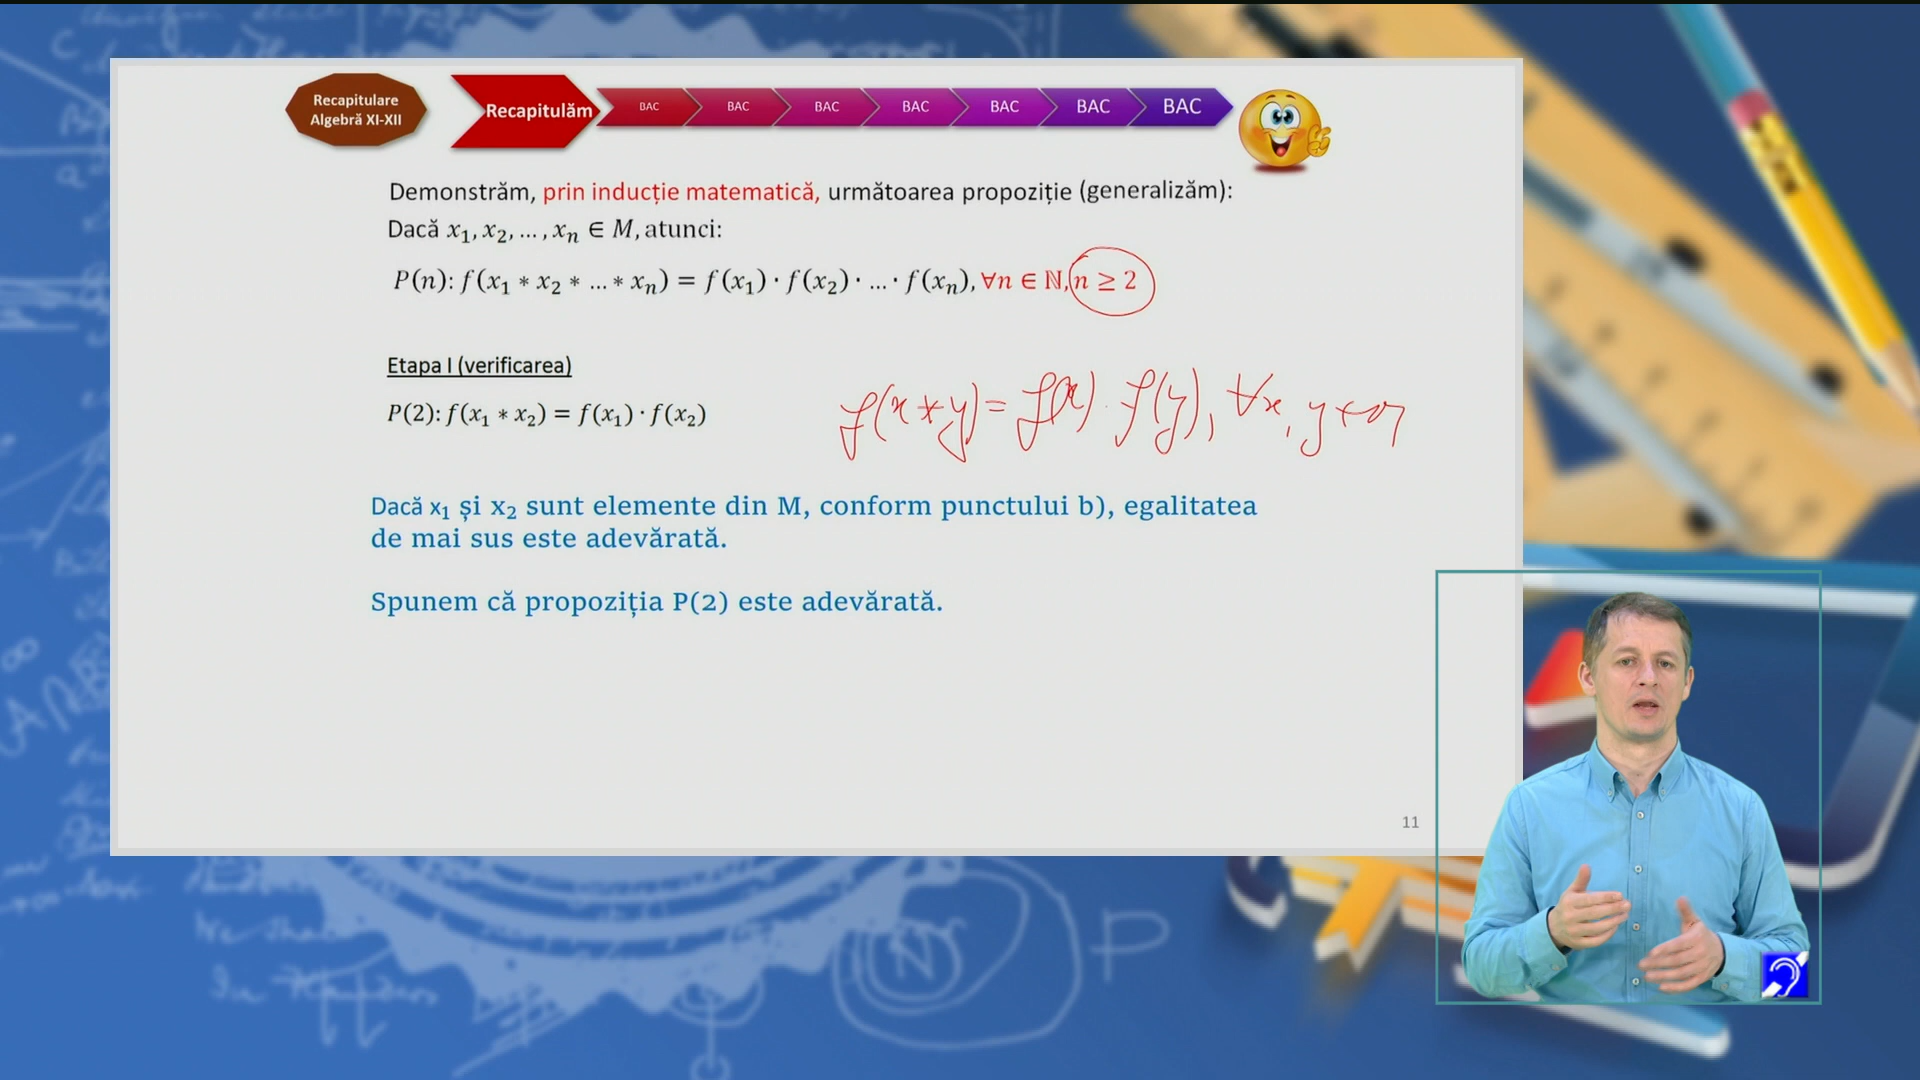 Recapitulare
Algebră XI-XII
Recapitulăm
BAC
BAC
BAC
BAC
BAC
BAC
BAC
Demonstrăm, prin inducție matematică, următoarea propoziție (generalizăm):
Dacă x₁, x₂, … , xₙ ∈ M, atunci:
P(n): f(x₁ * x₂ * … * xₙ) = f(x₁) · f(x₂) · … · f(xₙ), ∀n ∈ ℕ, n ≥ 2
Etapa I (verificarea)
P(2): f(x₁ * x₂) = f(x₁) · f(x₂)
f(x * y) = f(x) · f(y), ∀x, y ∈ M
Dacă x₁ și x₂ sunt elemente din M, conform punctului b), egalitatea
de mai sus este adevărată.
Spunem că propoziția P(2) este adevărată.
11
N
P